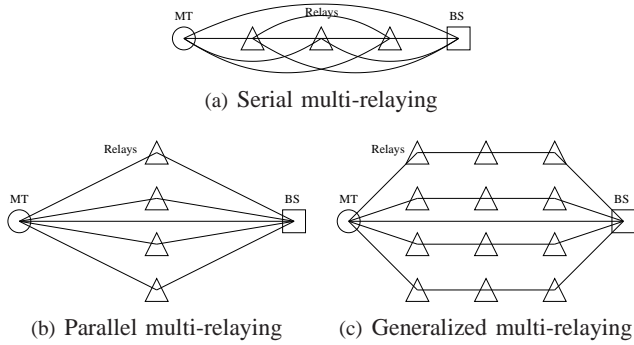 MT Relays BS
(a) Serial multi-relaying
Relays
MT BS
(b) Parallel multi-relaying
Relays
MT BS
(c) Generalized multi-relaying